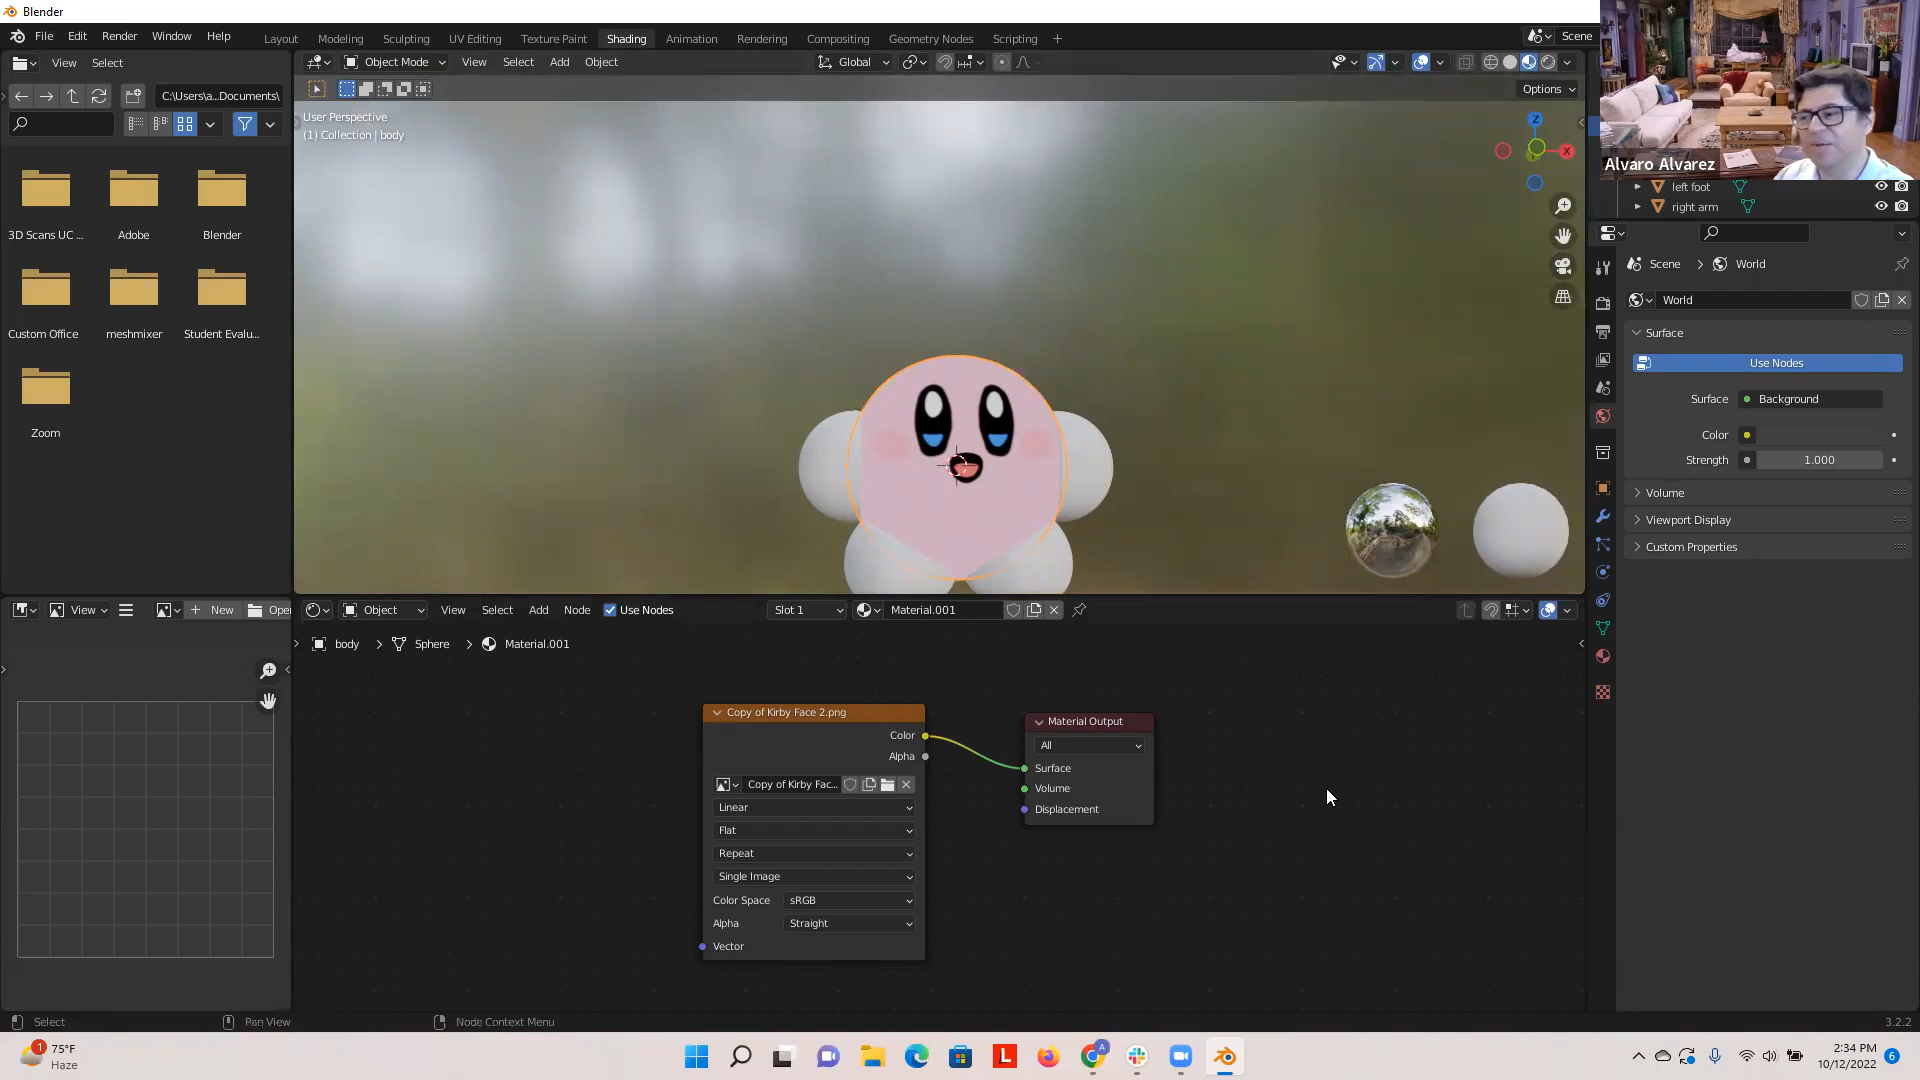 Blender
File Edit Render Window Help
Layout Modeling Sculpting UV Editing Texture Paint Shading Animation Rendering Compositing Geometry Nodes Scripting +
Scene
View Select
Object Mode View Select Add Object
Global
C:\Users\a...Documents\
Options
User Perspective
(1) Collection | body
Z
X
Alvaro Alvarez
left foot
right arm
3D Scans UC ... Adobe Blender
Custom Office meshmixer Student Evalu...
Zoom
Scene > World
World
Surface
Use Nodes
Surface Background
Color
Strength 1.000
Volume
Viewport Display
Custom Properties
View + New Open
Object View Select Add Node Use Nodes
Slot 1 Material.001
body > Sphere > Material.001
Copy of Kirby Face 2.png
Color
Alpha
Copy of Kirby Fac...
Linear
Flat
Repeat
Single Image
Color Space sRGB
Alpha Straight
Vector
Material Output
All
Surface
Volume
Displacement
Select Pan View Node Context Menu
3.2.2
1
75°F
Haze
L
A
2:34 PM
10/12/2022
6